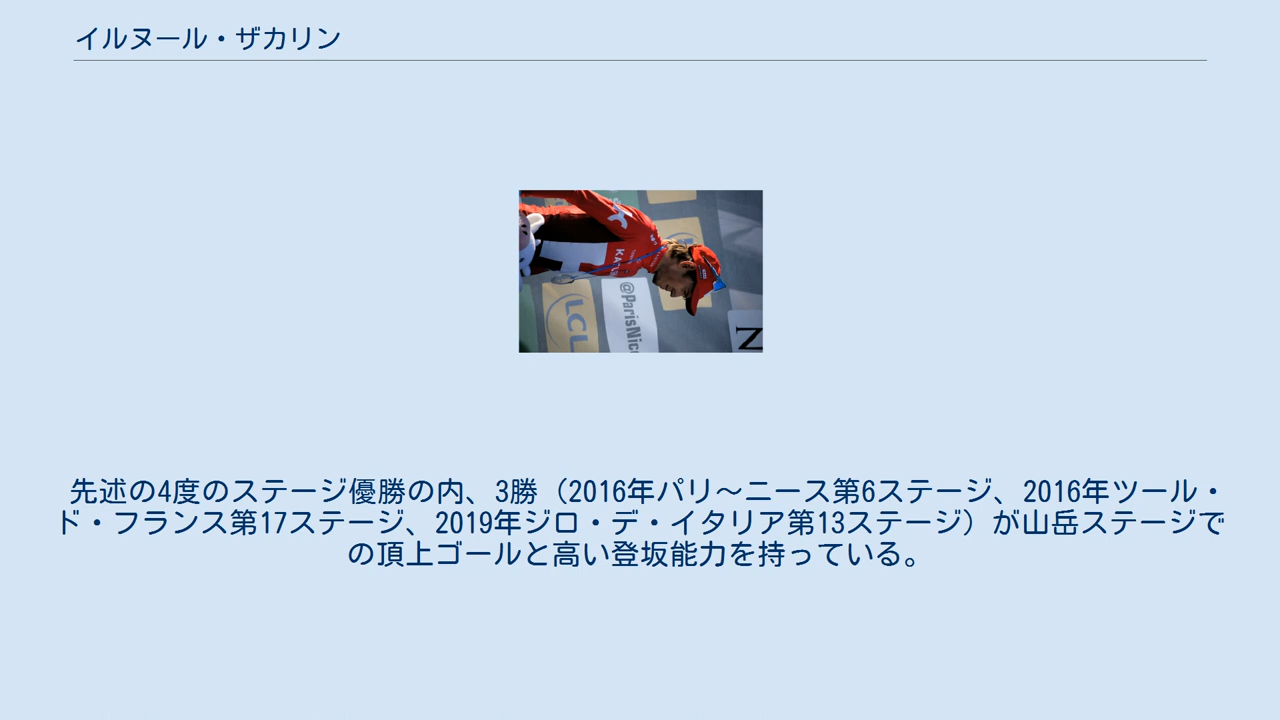 イルヌール・ザカリン
KAT
LCL
@ParisNic
N
先述の4度のステージ優勝の内、3勝（2016年パリ～ニース第6ステージ、2016年ツール・
ド・フランス第17ステージ、2019年ジロ・デ・イタリア第13ステージ）が山岳ステージで
の頂上ゴールと高い登坂能力を持っている。